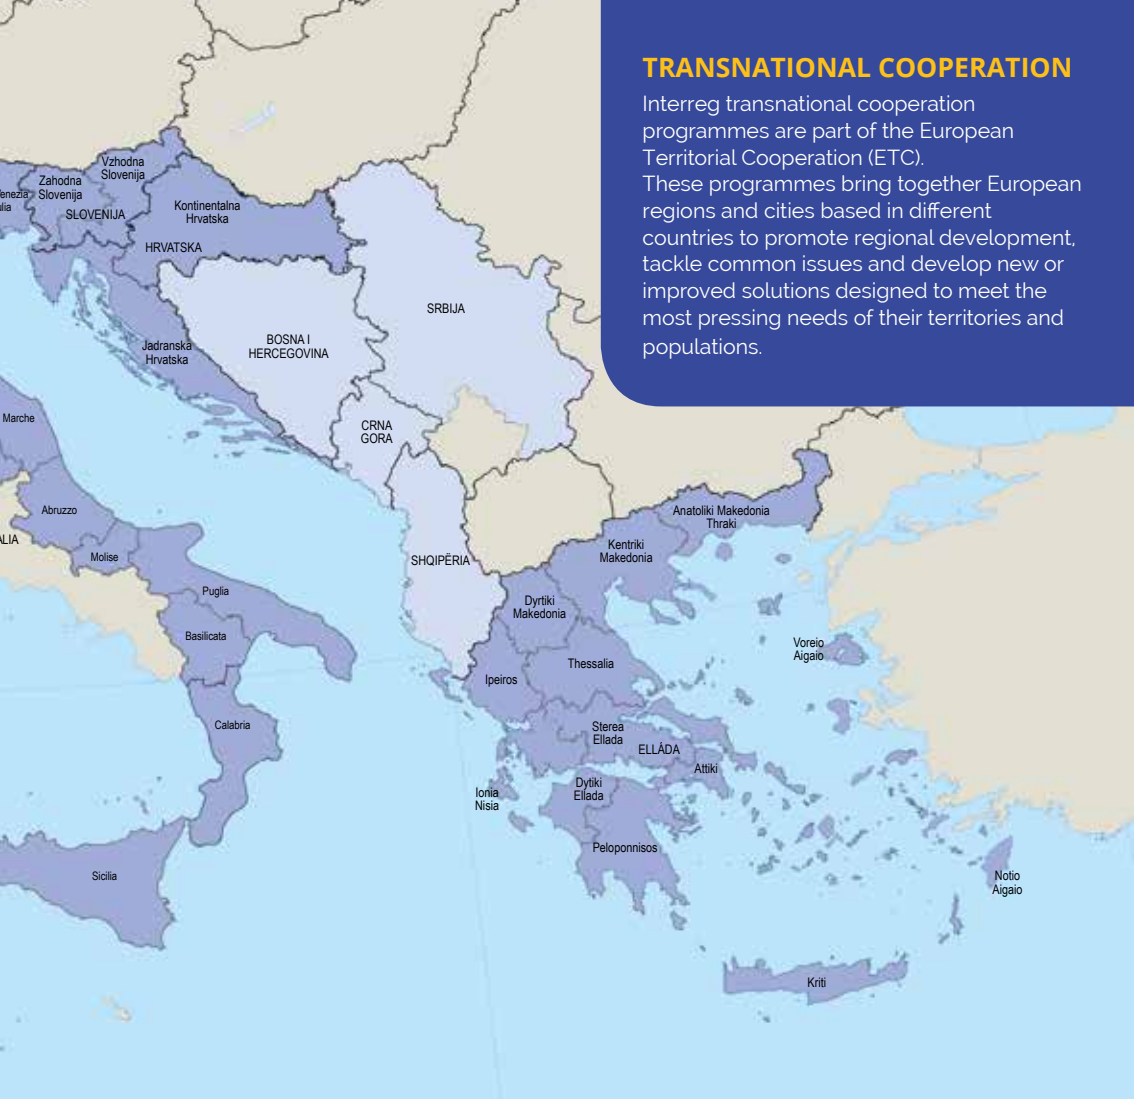 TRANSNATIONAL COOPERATION
Interreg transnational cooperation
programmes are part of the European
Territorial Cooperation (ETC).
These programmes bring together European
regions and cities based in different
countries to promote regional development,
tackle common issues and develop new or
improved solutions designed to meet the
most pressing needs of their territories and
populations.
Vzhodna
Slovenija
Zahodna
Slovenija
enezia
ulia
SLOVENIJA
Kontinentalna
Hrvatska
HRVATSKA
SRBIJA
BOSNA I
HERCEGOVINA
Jadranska
Hrvatska
Marche
CRNA
GORA
Abruzzo
ALIA
Molise
Anatoliki Makedonia
Thraki
Kentriki
Makedonia
SHQIPËRIA
Puglia
Dyrtiki
Makedonia
Basilicata
Voreio
Aigaio
Thessalia
Ipeiros
Calabria
Sterea
Ellada
ELLÁDA
Attiki
Ionia
Nisia
Dytiki
Ellada
Peloponnisos
Sicilia
Notio
Aigaio
Kriti